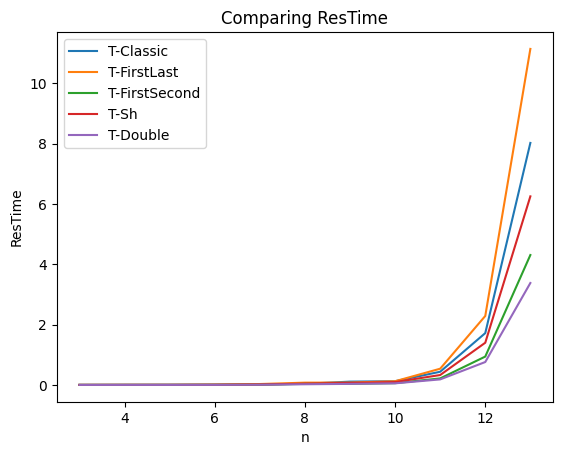 Comparing ResTime
T-Classic
T-FirstLast
T-FirstSecond
T-Sh
T-Double
ResTime
10
8
6
4
2
0
4 6 8 10 12
n